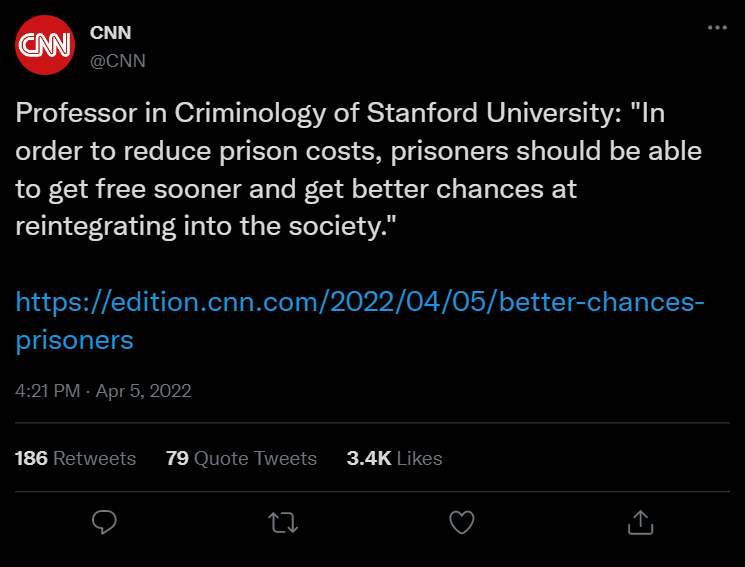 CNN
CNN
@CNN
Professor in Criminology of Stanford University: "In
order to reduce prison costs, prisoners should be able
to get free sooner and get better chances at
reintegrating into the society."
https://edition.cnn.com/2022/04/05/better-chances-
prisoners
4:21 PM · Apr 5, 2022
186 Retweets 79 Quote Tweets 3.4K Likes